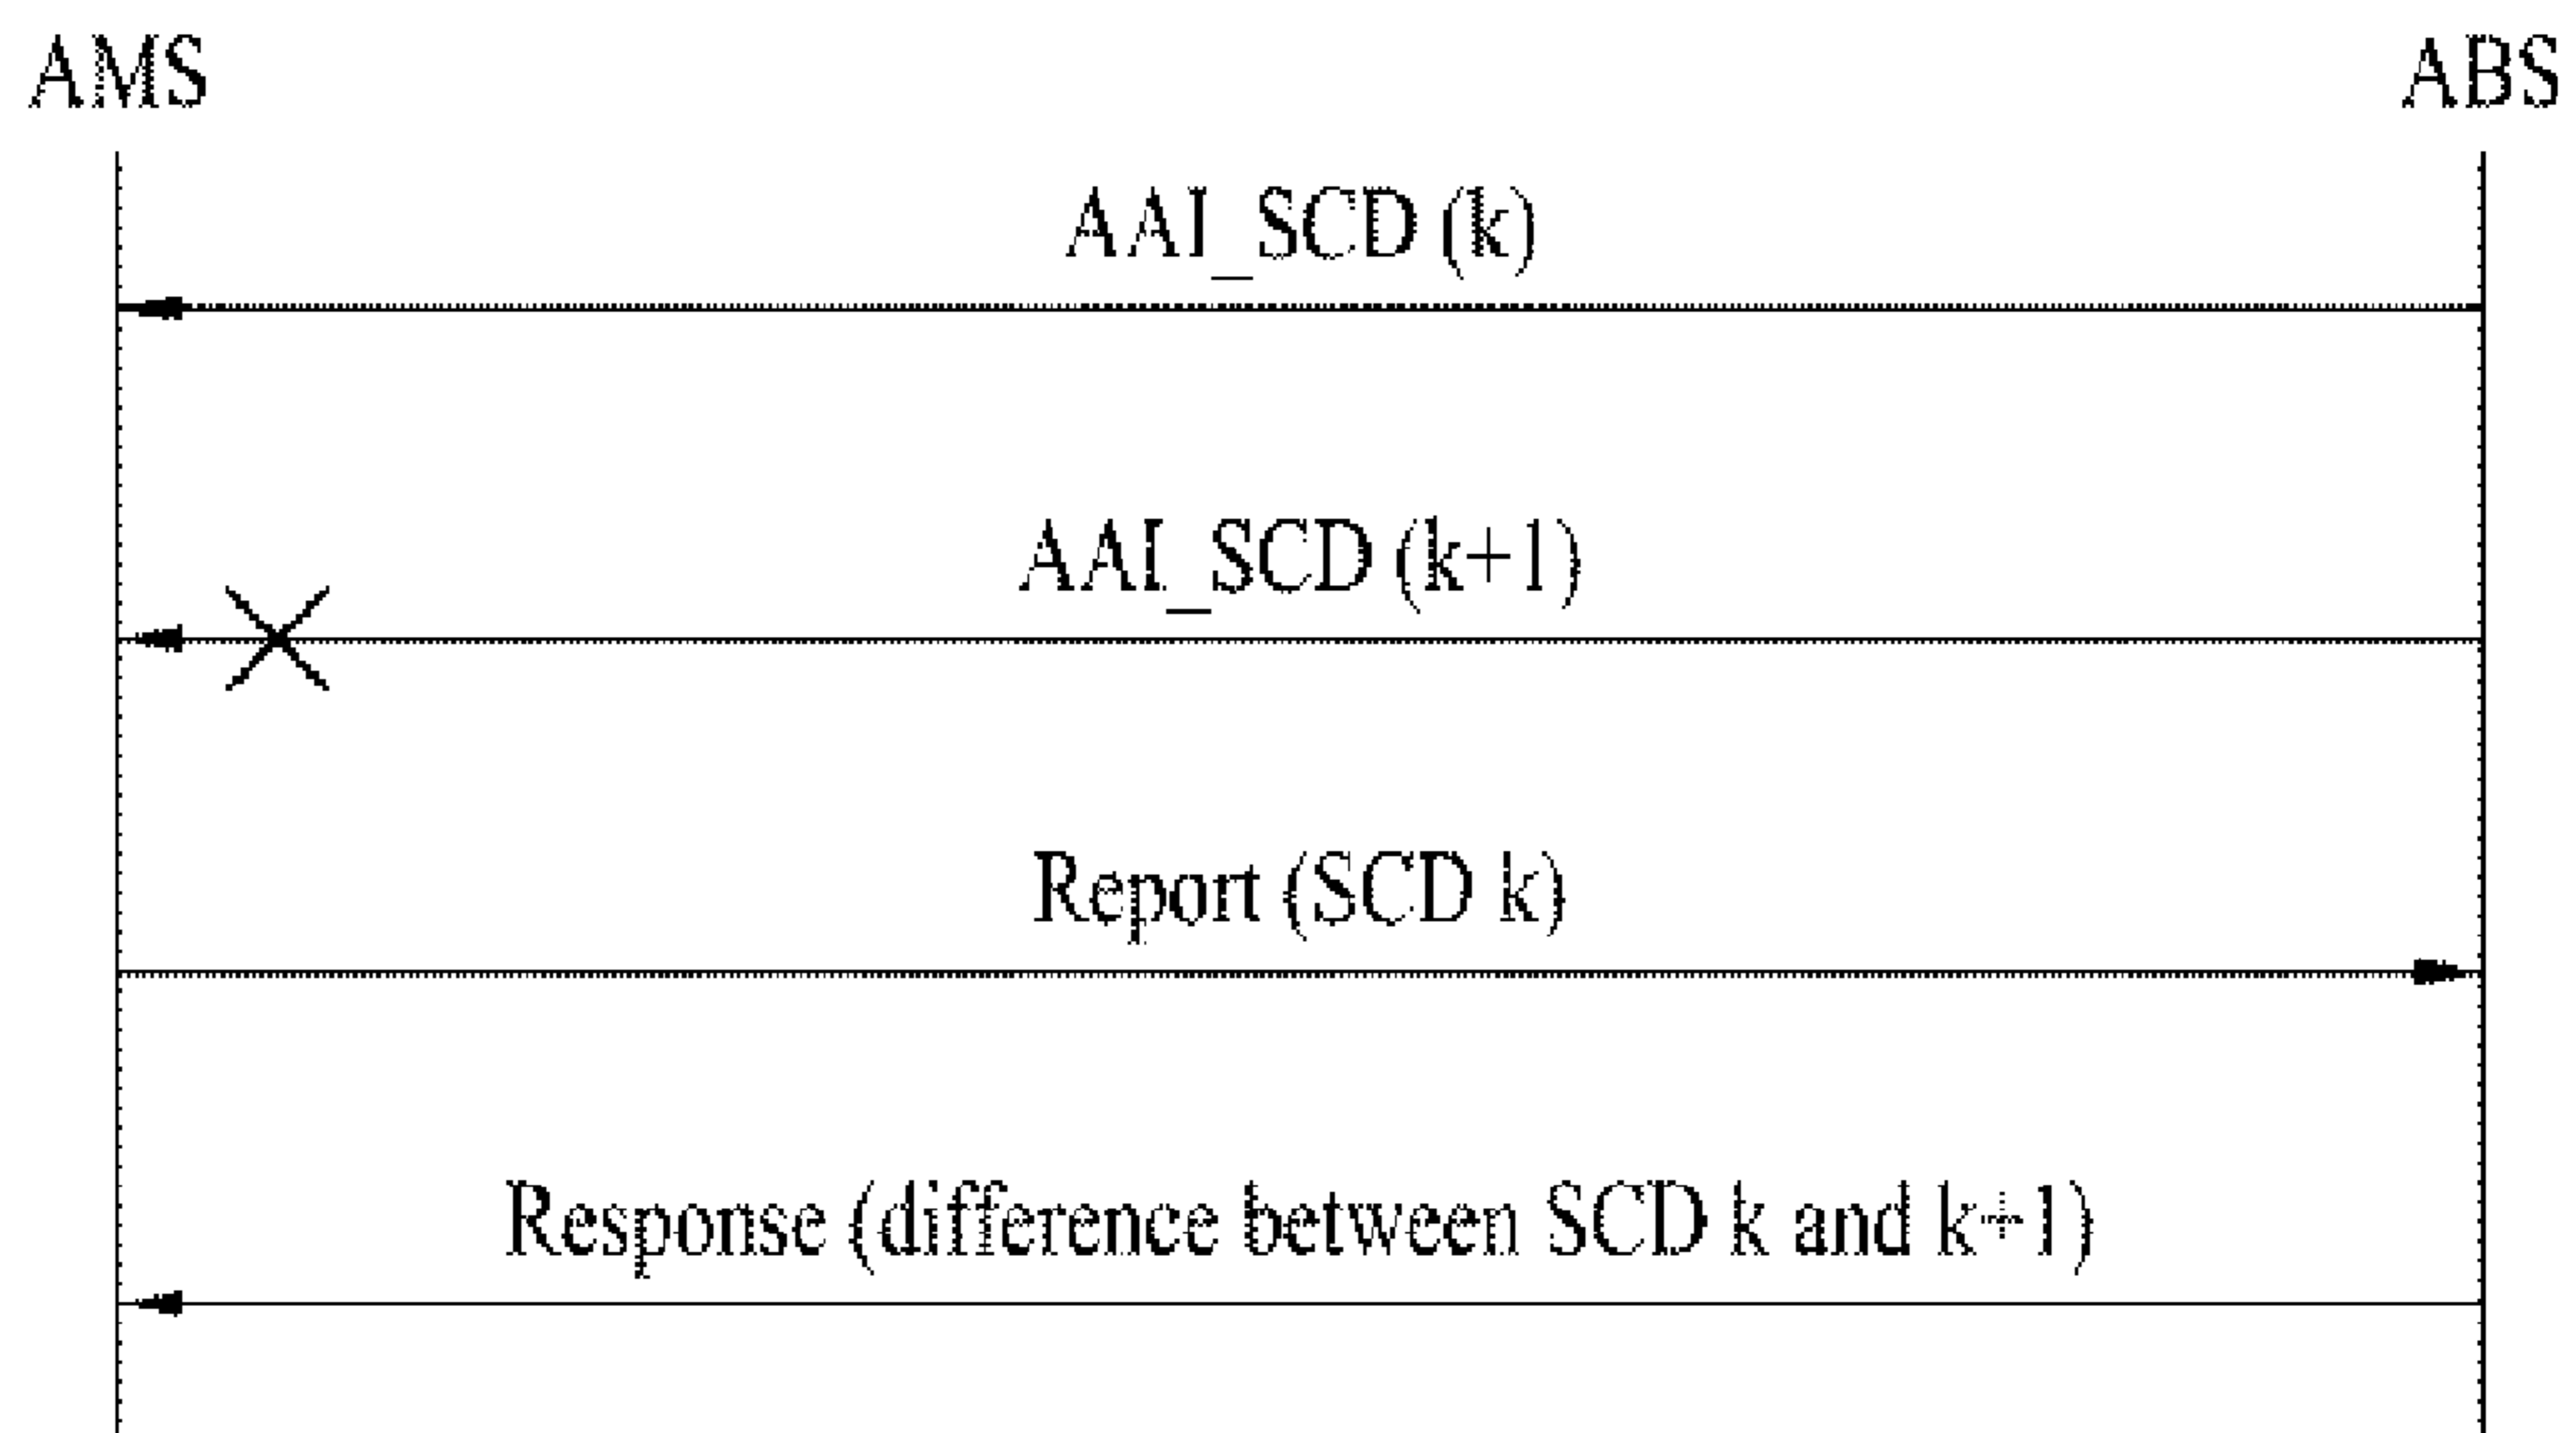 AMS ABS
AAI_SCD (k)
AAI_SCD (k+1)
Report (SCD k)
Response (difference between SCD k and k+1)